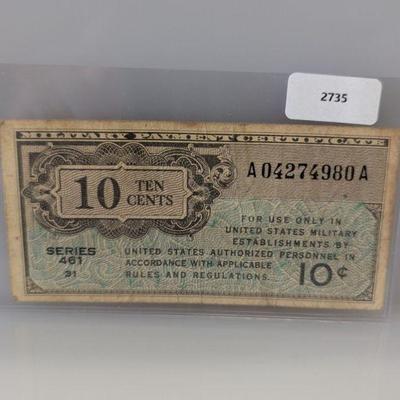 2735
MILITARY PAYMENT CERTIFICATE
10 TEN CENTS
A04274980A
FOR USE ONLY IN
UNITED STATES MILITARY
ESTABLISHMENTS BY
UNITED STATES AUTHORIZED PERSONNEL IN
ACCORDANCE WITH APPLICABLE
RULES AND REGULATIONS.
SERIES
461
31
10¢